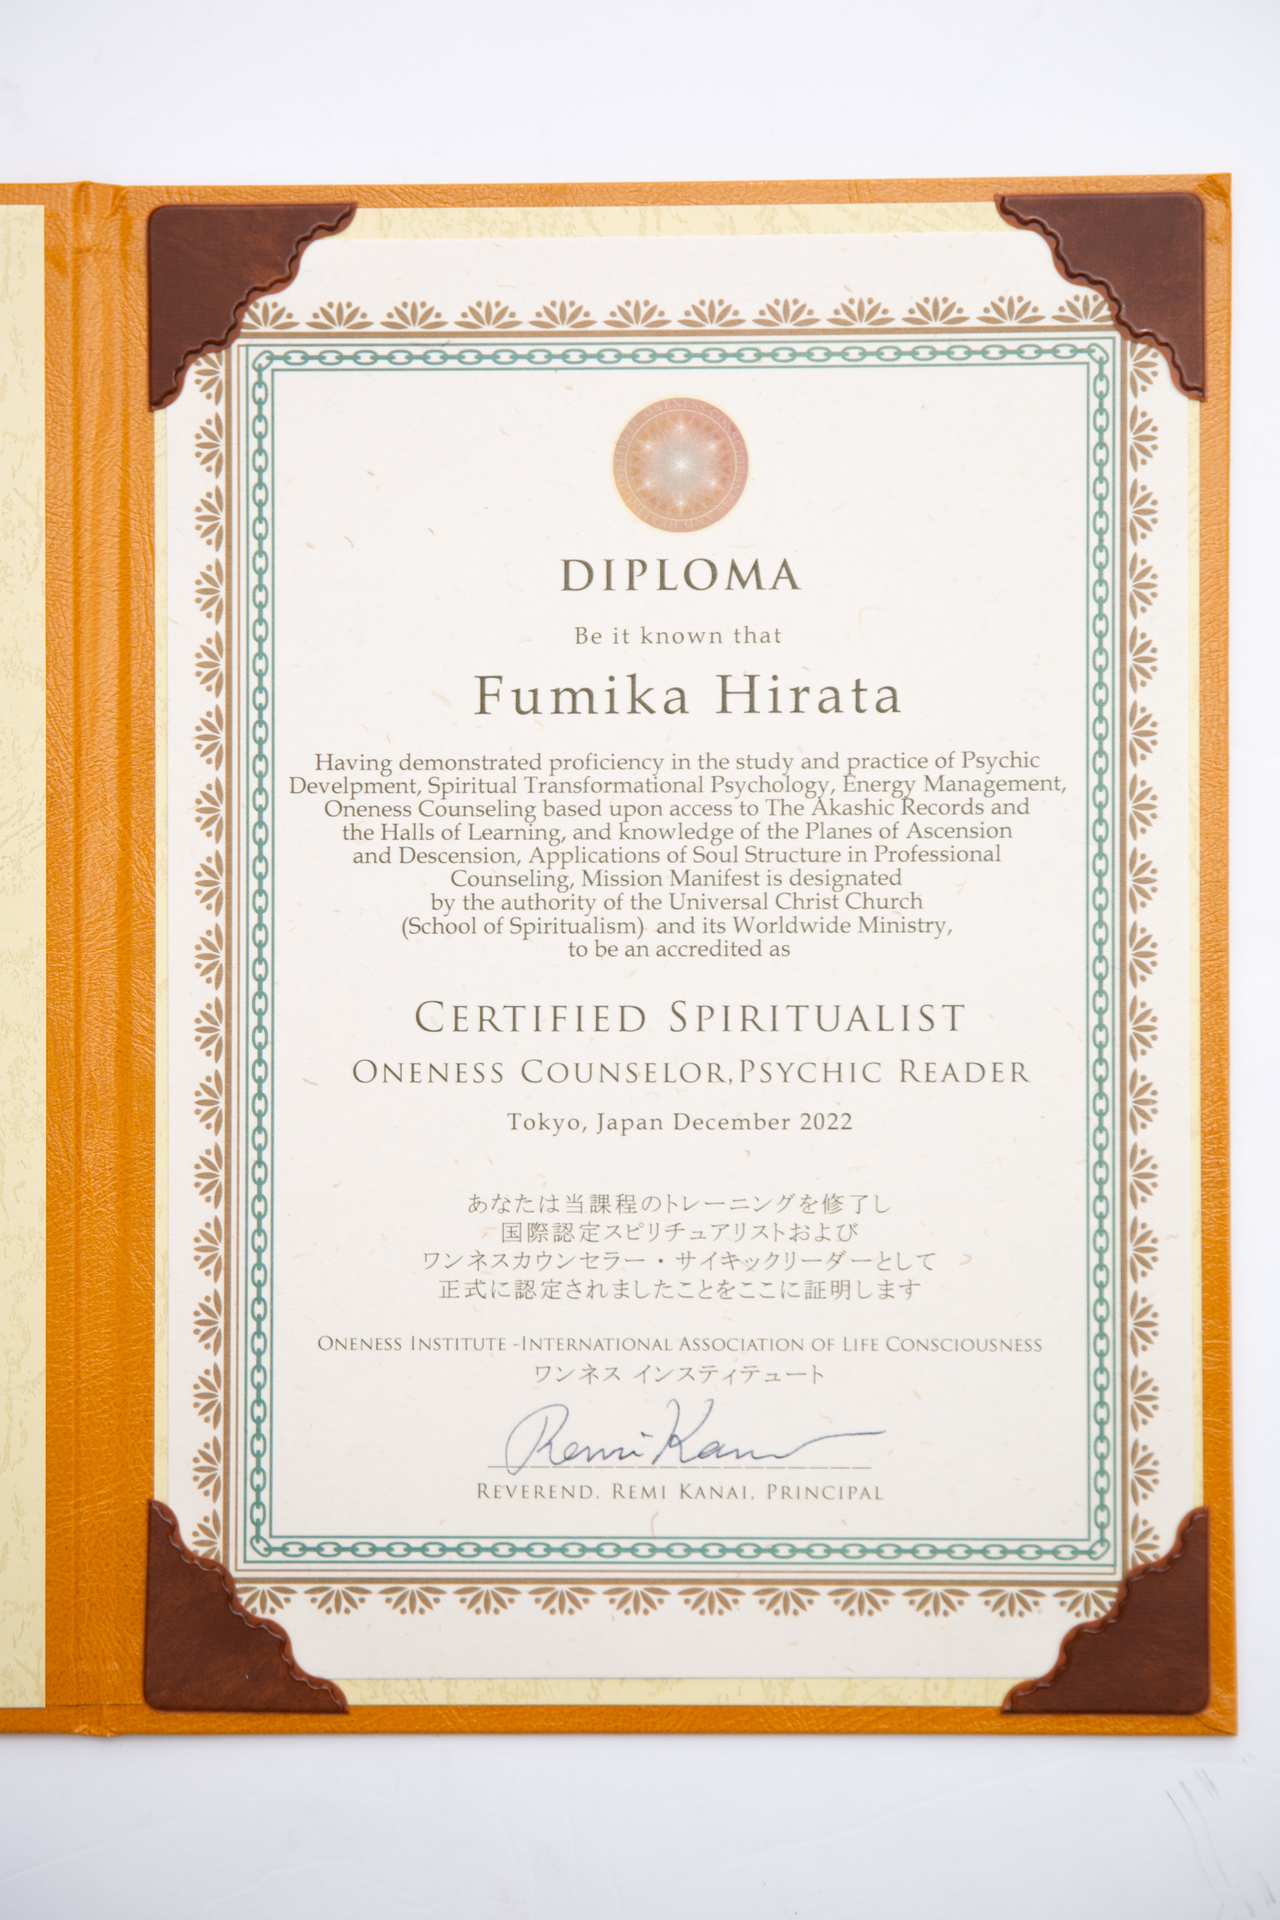 DIPLOMA
Be it known that
Fumika Hirata
Having demonstrated proficiency in the study and practice of Psychic
Develpment, Spiritual Transformational Psychology, Energy Management,
Oneness Counseling based upon access to The Akashic Records and
the Halls of Learning, and knowledge of the Planes of Ascension
and Descension, Applications of Soul Structure in Professional
Counseling, Mission Manifest is designated
by the authority of the Universal Christ Church
(School of Spiritualism) and its Worldwide Ministry,
to be an accredited as
CERTIFIED SPIRITUALIST
ONENESS COUNSELOR,PSYCHIC READER
Tokyo, Japan December 2022
あなたは当課程のトレーニングを修了し
国際認定スピリチュアリストおよび
ワンネスカウンセラー・サイキックリーダーとして
正式に認定されましたことをここに証明します
ONENESS INSTITUTE -INTERNATIONAL ASSOCIATION OF LIFE CONSCIOUSNESS
ワンネス インスティテュート
Remi Kanai
REVEREND. REMI KANAI, PRINCIPAL